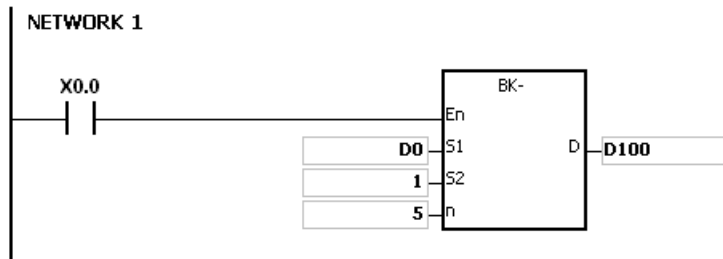 NETWORK 1
X0.0
BK-
En
D0 S1 D D100
1 S2
5 n